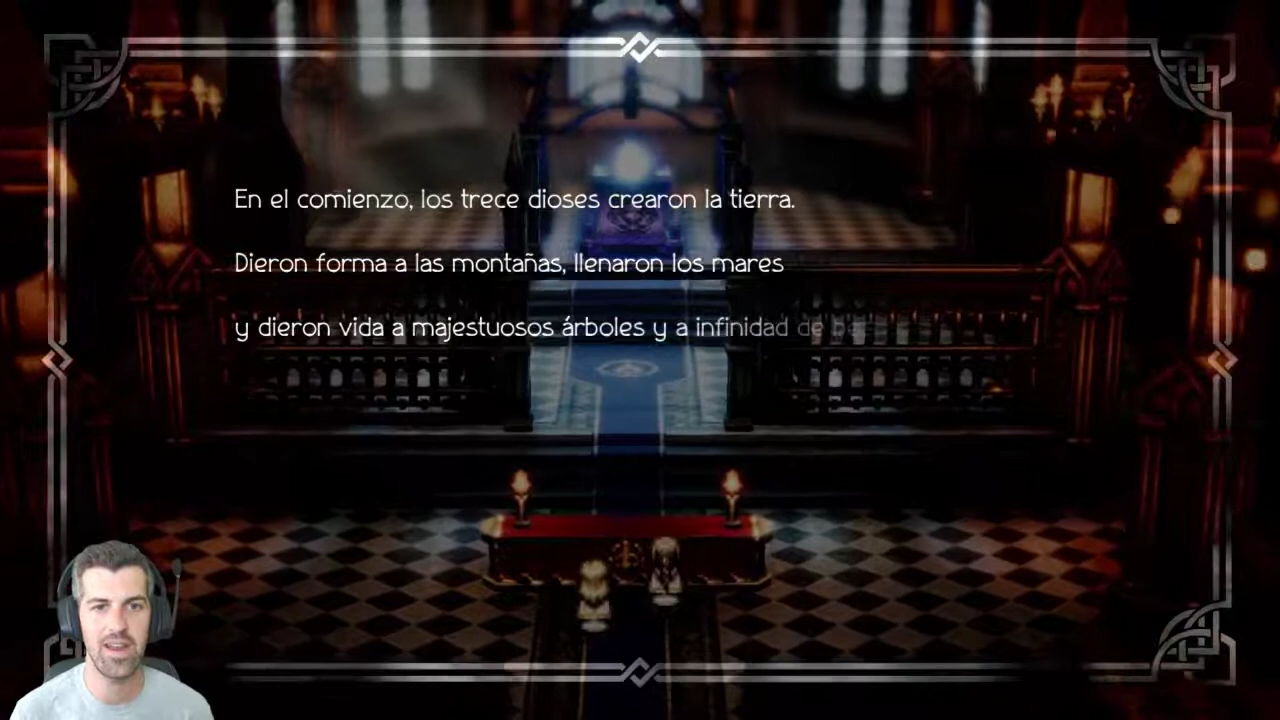 En el comienzo, los trece dioses crearon la tierra.
Dieron forma a las montañas, llenaron los mares
y dieron vida a majestuosos árboles y a infinidad de